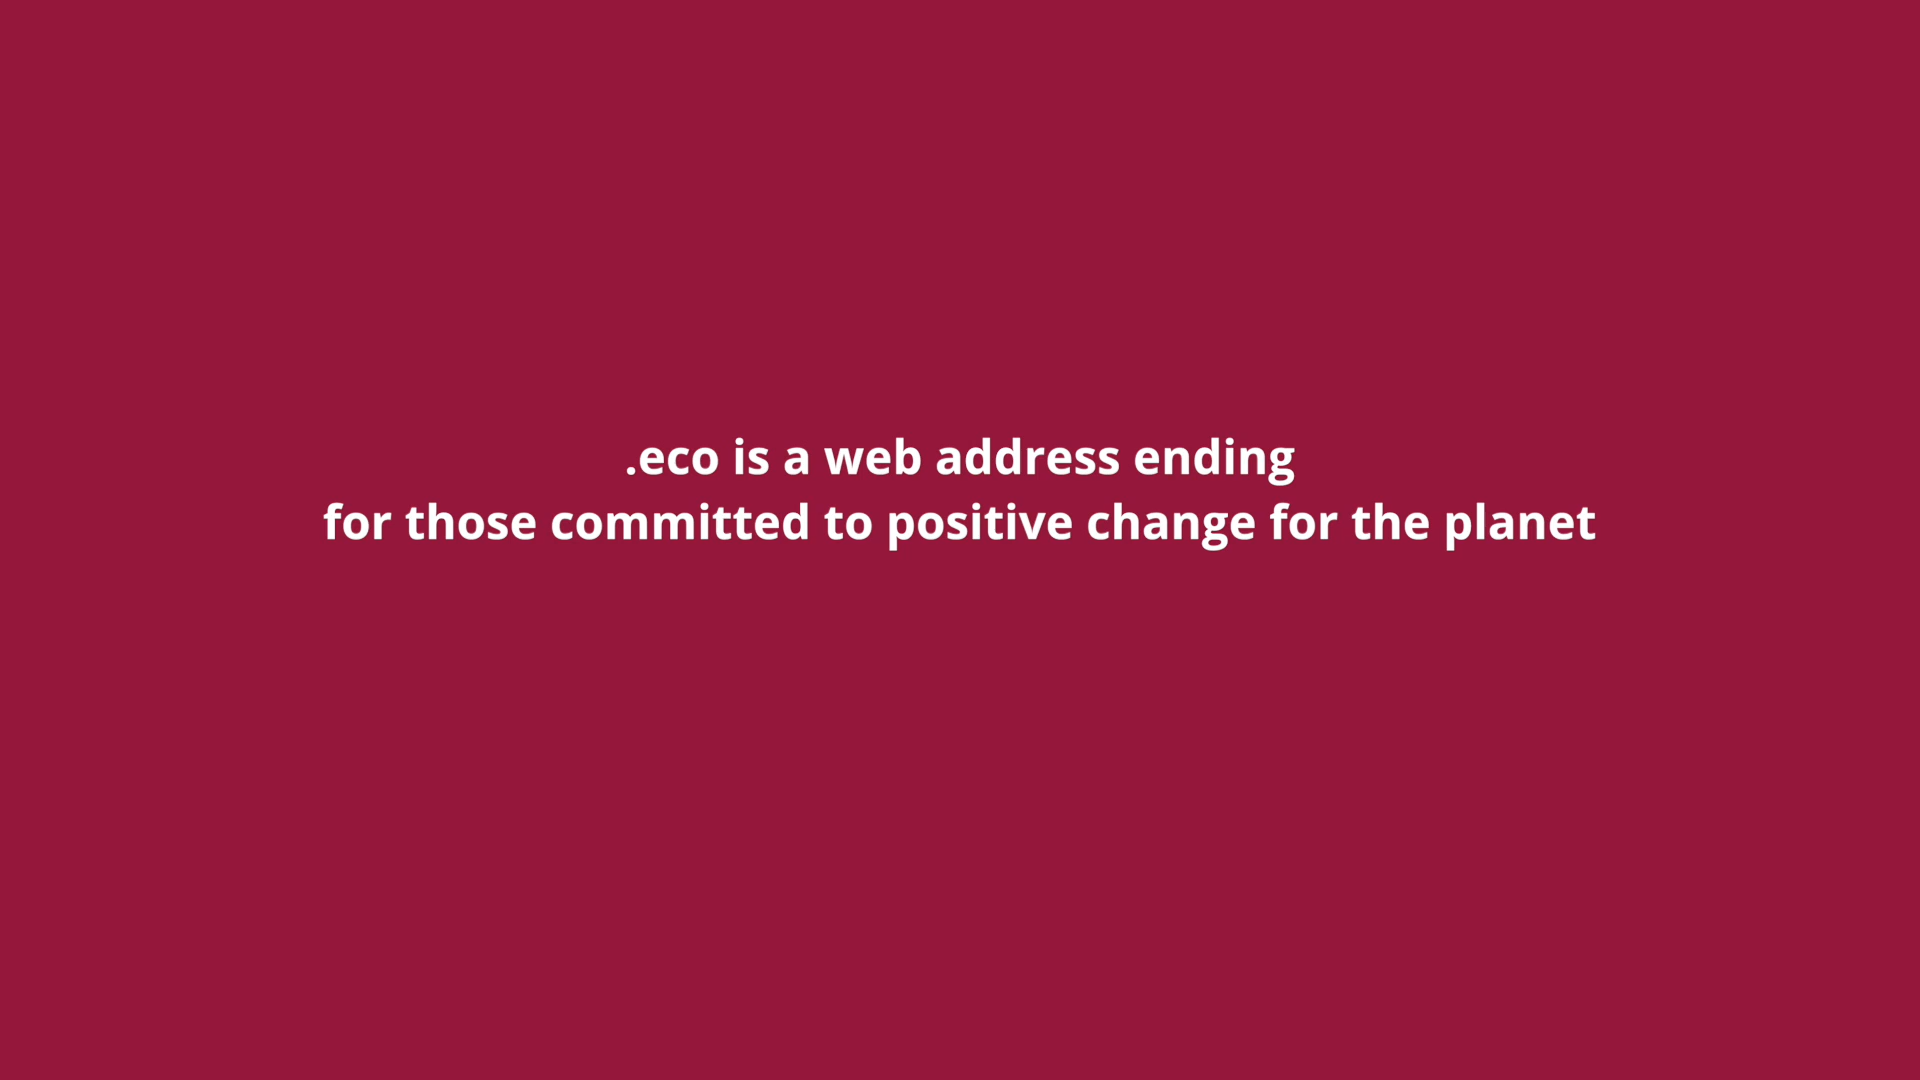 .eco is a web address ending
for those committed to positive change for the planet